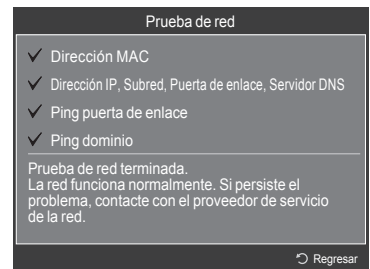 Prueba de red
Dirección MAC
Dirección IP, Subred, Puerta de enlace, Servidor DNS
Ping puerta de enlace
Ping dominio
Prueba de red terminada.
La red funciona normalmente. Si persiste el
problema, contacte con el proveedor de servicio
de la red.
Regresar